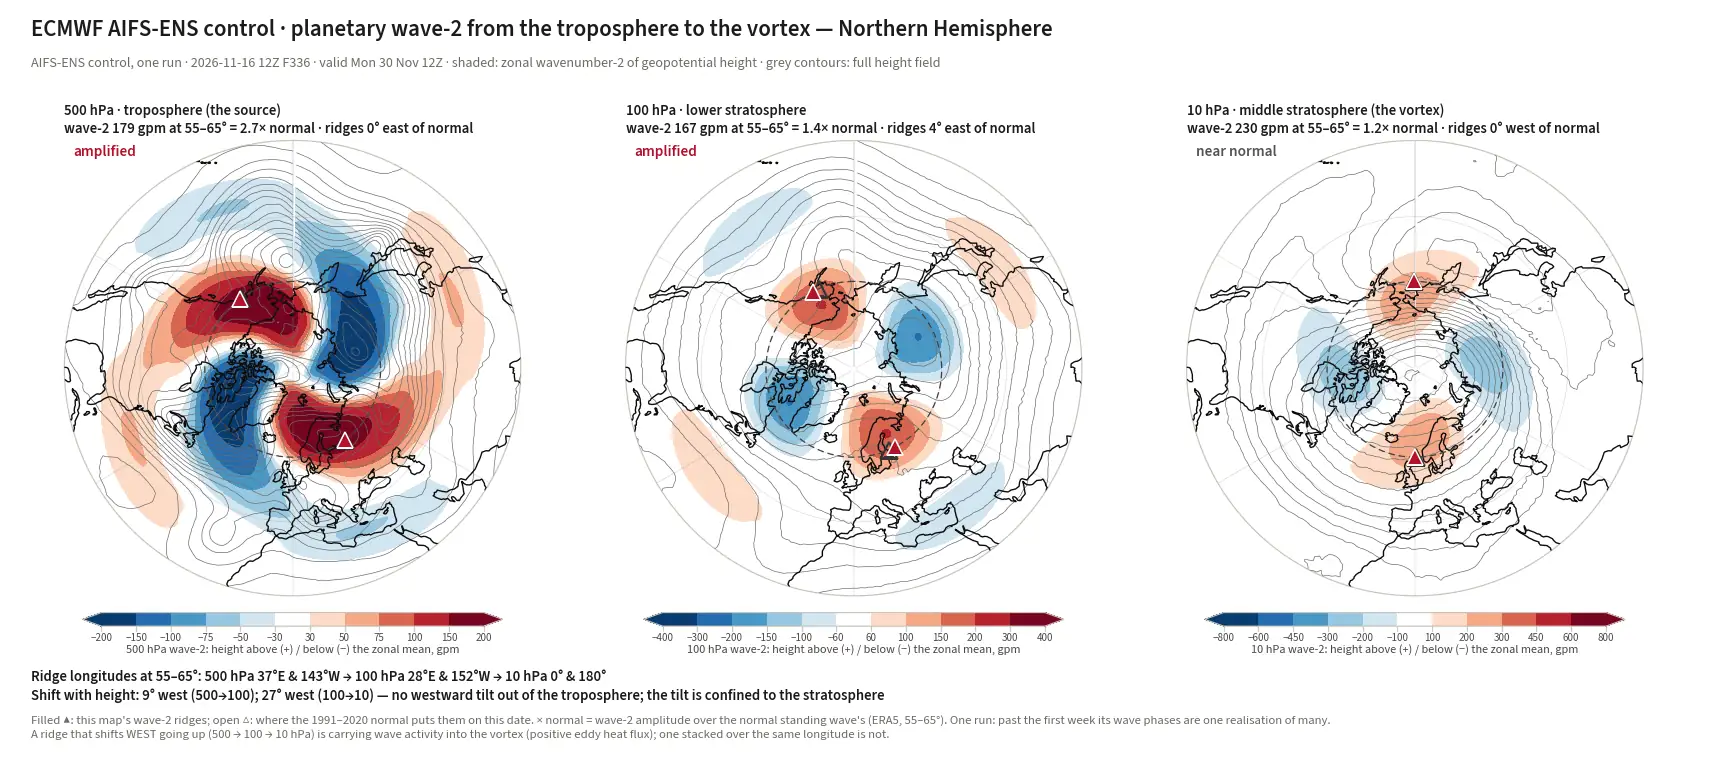 ECMWF AIFS-ENS control · planetary wave-2 from the troposphere to the vortex — Northern Hemisphere
AIFS-ENS control, one run · 2026-11-16 12Z F336 · valid Mon 30 Nov 12Z · shaded: zonal wavenumber-2 of geopotential height · grey contours: full height field
500 hPa · troposphere (the source)
wave-2 179 gpm at 55–65° = 2.7× normal · ridges 0° east of normal
amplified
100 hPa · lower stratosphere
wave-2 167 gpm at 55–65° = 1.4× normal · ridges 4° east of normal
amplified
10 hPa · middle stratosphere (the vortex)
wave-2 230 gpm at 55–65° = 1.2× normal · ridges 0° west of normal
near normal
−200 −150 −100 −75 −50 −30 30 50 75 100 150 200
500 hPa wave-2: height above (+) / below (−) the zonal mean, gpm
−400 −300 −200 −150 −100 −60 60 100 150 200 300 400
100 hPa wave-2: height above (+) / below (−) the zonal mean, gpm
−800 −600 −450 −300 −200 −100 100 200 300 450 600 800
10 hPa wave-2: height above (+) / below (−) the zonal mean, gpm
Ridge longitudes at 55–65°: 500 hPa 37°E & 143°W → 100 hPa 28°E & 152°W → 10 hPa 0° & 180°
Shift with height: 9° west (500→100); 27° west (100→10) — no westward tilt out of the troposphere; the tilt is confined to the stratosphere
Filled ▲: this map's wave-2 ridges; open △: where the 1991–2020 normal puts them on this date. × normal = wave-2 amplitude over the normal standing wave's (ERA5, 55–65°). One run: past the first week its wave phases are one realisation of many.
A ridge that shifts WEST going up (500 → 100 → 10 hPa) is carrying wave activity into the vortex (positive eddy heat flux); one stacked over the same longitude is not.